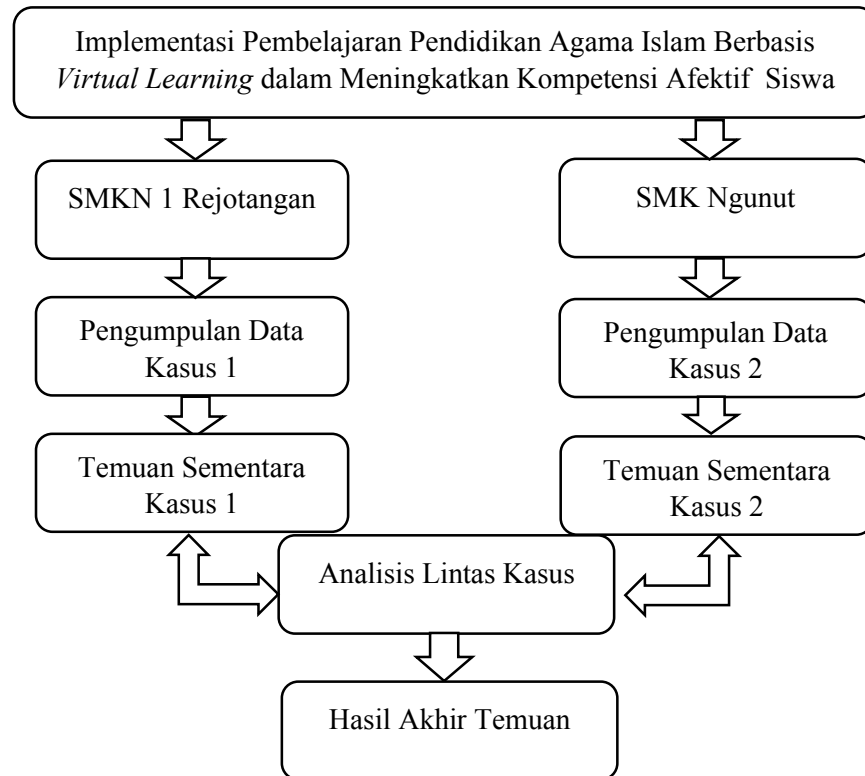 Implementasi Pembelajaran Pendidikan Agama Islam Berbasis
Virtual Learning dalam Meningkatkan Kompetensi Afektif Siswa
SMKN 1 Rejotangan
SMK Ngunut
Pengumpulan Data
Kasus 1
Pengumpulan Data
Kasus 2
Temuan Sementara
Kasus 1
Temuan Sementara
Kasus 2
Analisis Lintas Kasus
Hasil Akhir Temuan